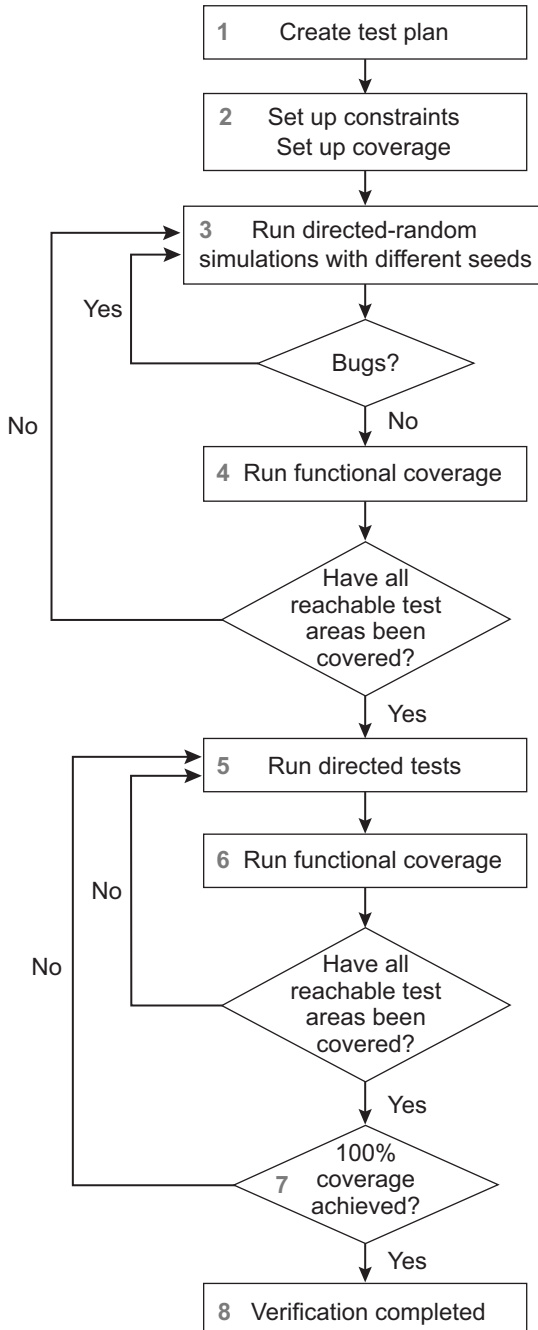 1 Create test plan
2 Set up constraints
Set up coverage
3 Run directed-random
simulations with different seeds
Yes
Bugs?
No
No
4 Run functional coverage
Have all
reachable test
areas been
covered?
Yes
5 Run directed tests
6 Run functional coverage
No
No
Have all
reachable test
areas been
covered?
Yes
100%
7 coverage
achieved?
Yes
8 Verification completed